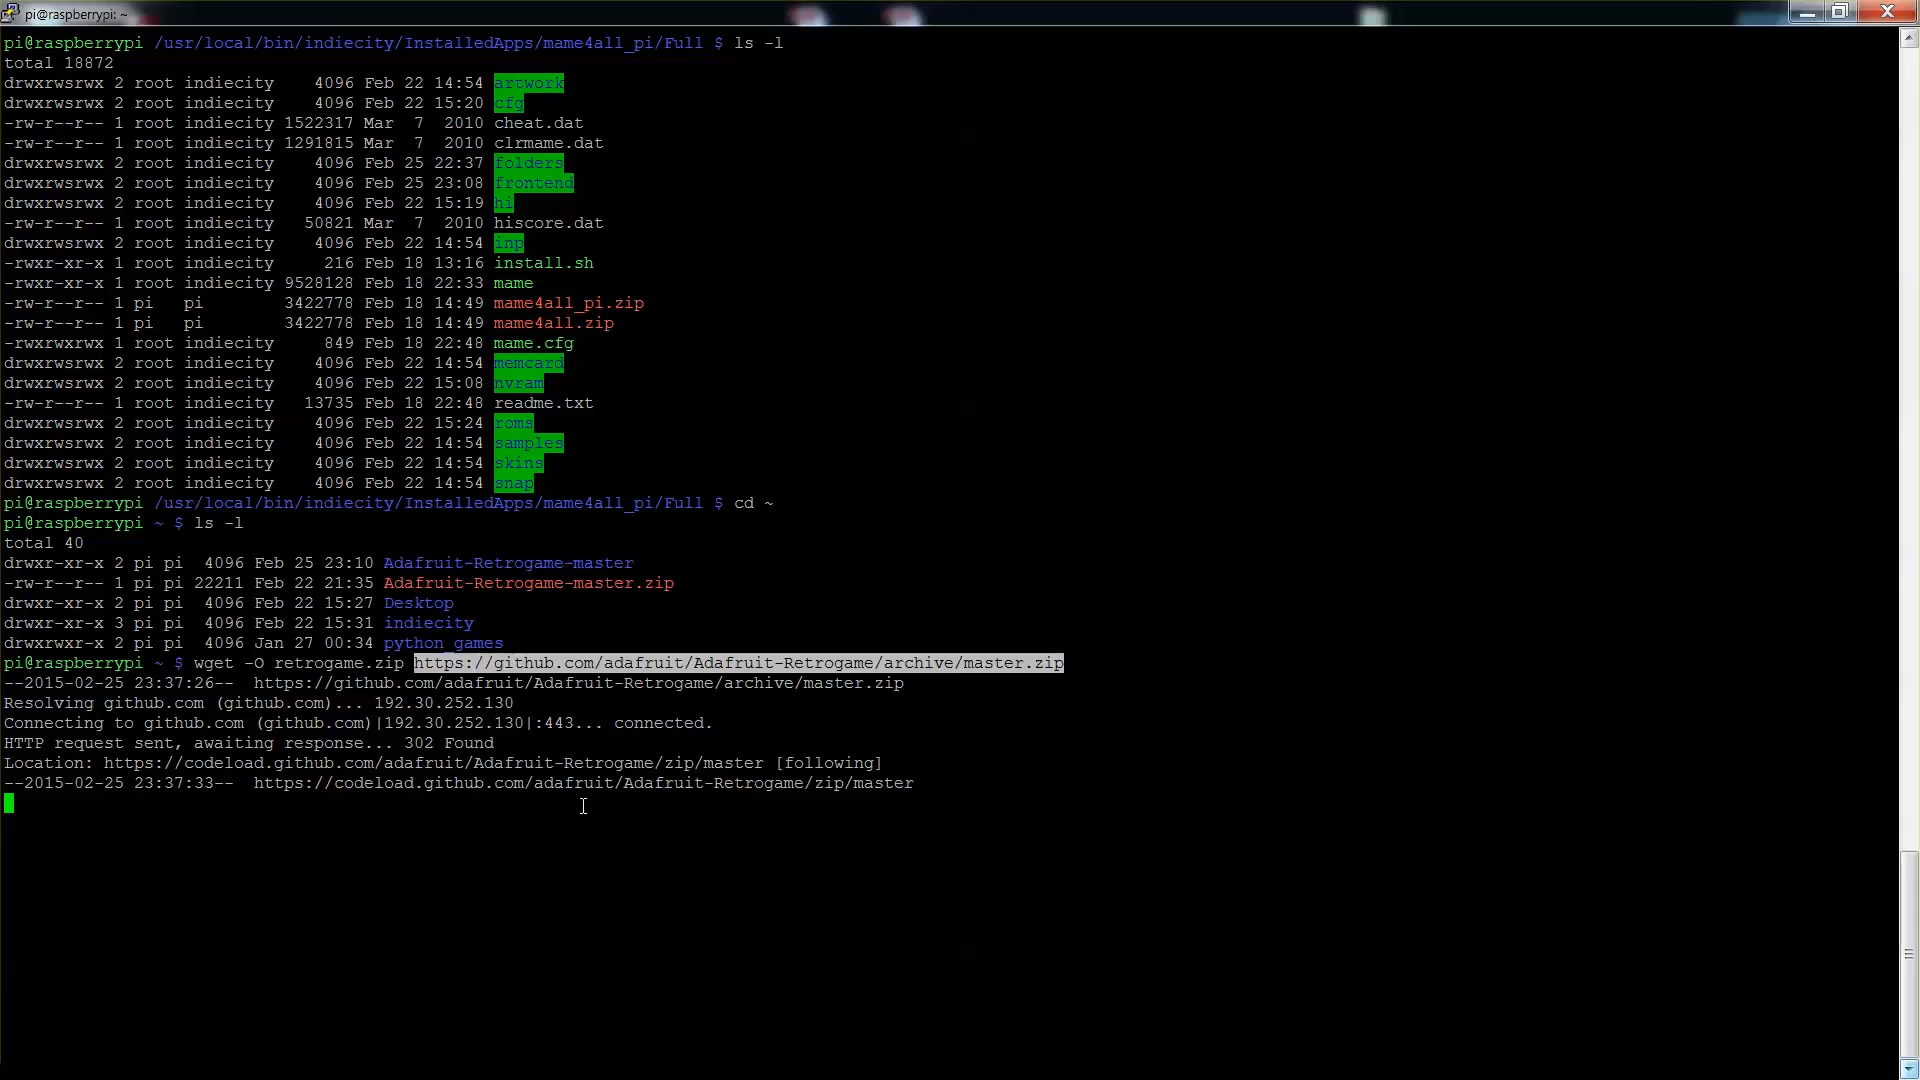 pi@raspberrypi: ~
pi@raspberrypi /usr/local/bin/indiecity/InstalledApps/mame4all_pi/Full $ ls -l
total 18872
drwxrwsrwx 2 root indiecity    4096 Feb 22 14:54 artwork
drwxrwsrwx 2 root indiecity    4096 Feb 22 15:20 cfg
-rw-r--r-- 1 root indiecity 1522317 Mar  7  2010 cheat.dat
-rw-r--r-- 1 root indiecity 1291815 Mar  7  2010 clrmame.dat
drwxrwsrwx 2 root indiecity    4096 Feb 25 22:37 folders
drwxrwsrwx 2 root indiecity    4096 Feb 25 23:08 frontend
drwxrwsrwx 2 root indiecity    4096 Feb 22 15:19 hi
-rw-r--r-- 1 root indiecity   50821 Mar  7  2010 hiscore.dat
drwxrwsrwx 2 root indiecity    4096 Feb 22 14:54 inp
-rwxr-xr-x 1 root indiecity     216 Feb 18 13:16 install.sh
-rwxr-xr-x 1 root indiecity 9528128 Feb 18 22:33 mame
-rw-r--r-- 1 pi   pi        3422778 Feb 18 14:49 mame4all_pi.zip
-rw-r--r-- 1 pi   pi        3422778 Feb 18 14:49 mame4all.zip
-rwxrwxrwx 1 root indiecity     849 Feb 18 22:48 mame.cfg
drwxrwsrwx 2 root indiecity    4096 Feb 22 14:54 memcard
drwxrwsrwx 2 root indiecity    4096 Feb 22 15:08 nvram
-rw-r--r-- 1 root indiecity   13735 Feb 18 22:48 readme.txt
drwxrwsrwx 2 root indiecity    4096 Feb 22 15:24 roms
drwxrwsrwx 2 root indiecity    4096 Feb 22 14:54 samples
drwxrwsrwx 2 root indiecity    4096 Feb 22 14:54 skins
drwxrwsrwx 2 root indiecity    4096 Feb 22 14:54 snap
pi@raspberrypi /usr/local/bin/indiecity/InstalledApps/mame4all_pi/Full $ cd ~
pi@raspberrypi ~ $ ls -l
total 40
drwxr-xr-x 2 pi pi  4096 Feb 25 23:10 Adafruit-Retrogame-master
-rw-r--r-- 1 pi pi 22211 Feb 22 21:35 Adafruit-Retrogame-master.zip
drwxr-xr-x 2 pi pi  4096 Feb 22 15:27 Desktop
drwxr-xr-x 3 pi pi  4096 Feb 22 15:31 indiecity
drwxrwxr-x 2 pi pi  4096 Jan 27 00:34 python_games
pi@raspberrypi ~ $ wget -O retrogame.zip https://github.com/adafruit/Adafruit-Retrogame/archive/master.zip
--2015-02-25 23:37:26--  https://github.com/adafruit/Adafruit-Retrogame/archive/master.zip
Resolving github.com (github.com)... 192.30.252.130
Connecting to github.com (github.com)|192.30.252.130|:443... connected.
HTTP request sent, awaiting response... 302 Found
Location: https://codeload.github.com/adafruit/Adafruit-Retrogame/zip/master [following]
--2015-02-25 23:37:33--  https://codeload.github.com/adafruit/Adafruit-Retrogame/zip/master